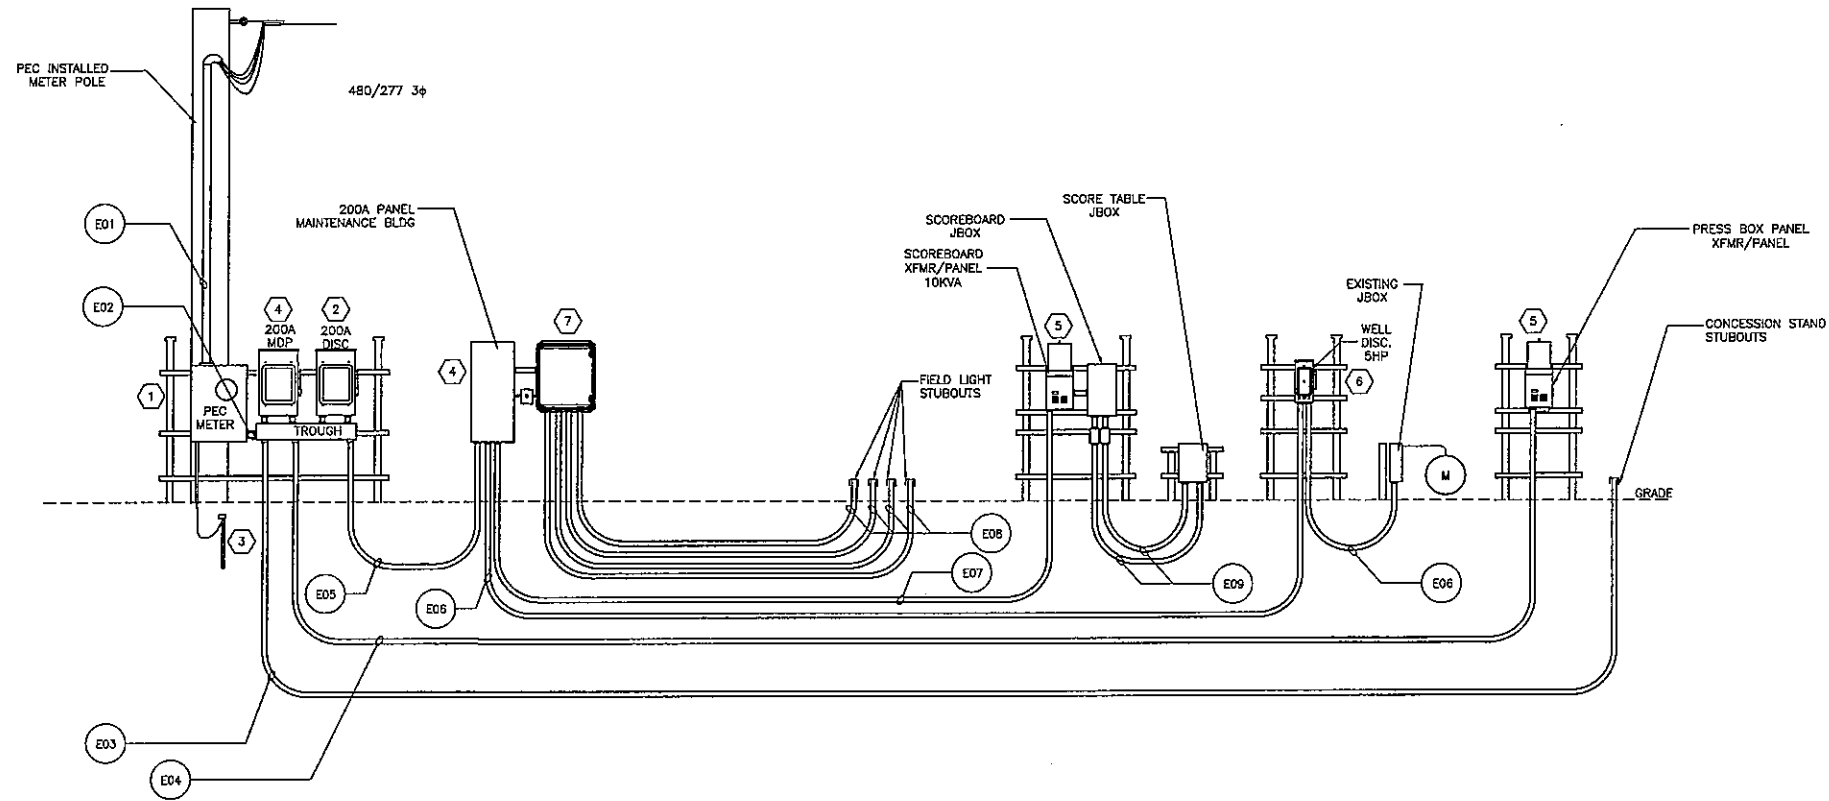 PEC INSTALLED
METER POLE
480/277 3ϕ
E01
E02
4
200A
MDP
2
200A
DISC
1
PEC
METER
TROUGH
3
200A PANEL
MAINTENANCE BLDG
4
7
FIELD LIGHT
STUBOUTS
SCOREBOARD
JBOX
SCOREBOARD
XFMR/PANEL
10KVA
SCORE TABLE
JBOX
5
EXISTING
JBOX
WELL
DISC.
5HP
6
M
5
PRESS BOX PANEL
XFMR/PANEL
CONCESSION STAND
STUBOUTS
GRADE
E05
E06
E08
E07
E09
E06
E03
E04